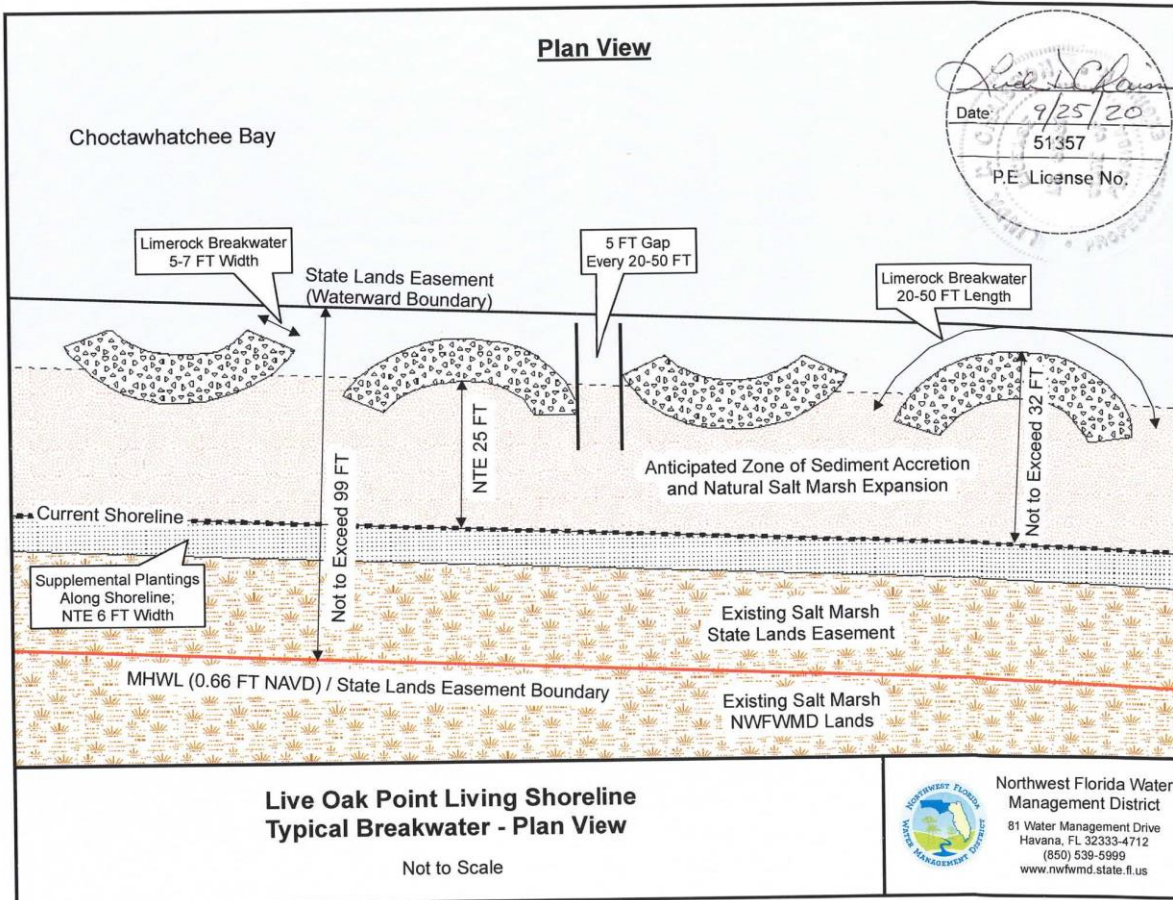 Plan View
Date: 9/25/20
51357
P.E. License No.
Choctawhatchee Bay
Limerock Breakwater
5-7 FT Width
State Lands Easement
(Waterward Boundary)
5 FT Gap
Every 20-50 FT
Limerock Breakwater
20-50 FT Length
Not to Exceed 99 FT
NTE 25 FT
Anticipated Zone of Sediment Accretion
and Natural Salt Marsh Expansion
Not to Exceed 32 FT
Current Shoreline
Supplemental Plantings
Along Shoreline;
NTE 6 FT Width
Existing Salt Marsh
State Lands Easement
MHWL (0.66 FT NAVD) / State Lands Easement Boundary
Existing Salt Marsh
NWFWMD Lands
Live Oak Point Living Shoreline
Typical Breakwater - Plan View
Not to Scale
NORTHWEST FLORIDA
WATER MANAGEMENT DISTRICT
Northwest Florida Water
Management District
81 Water Management Drive
Havana, FL 32333-4712
(850) 539-5999
www.nwfwmd.state.fl.us